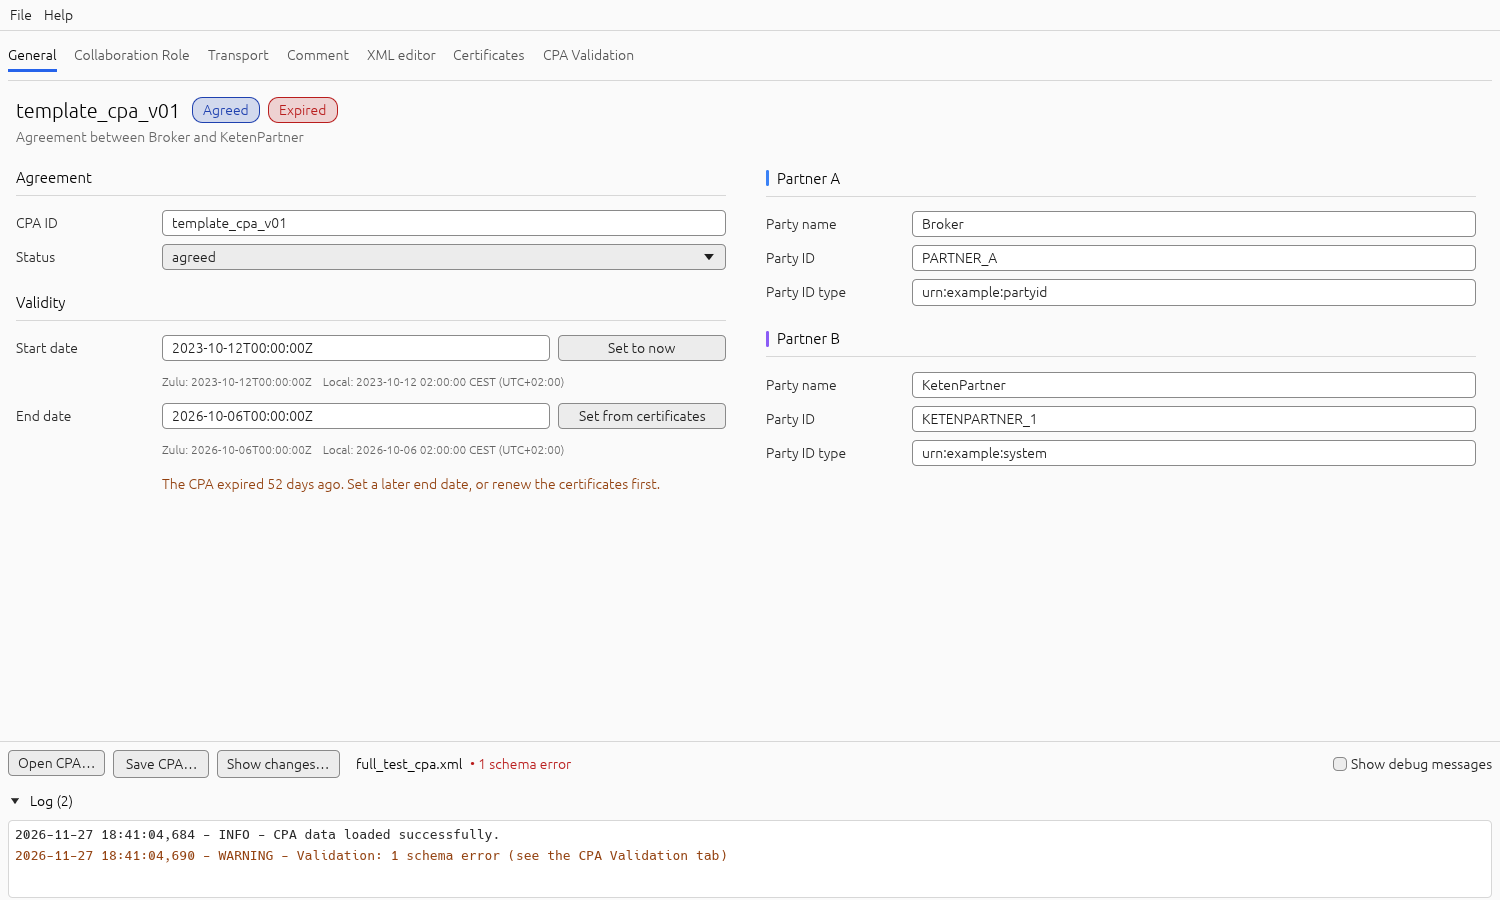 File Help
General Collaboration Role Transport Comment XML editor Certificates CPA Validation
template_cpa_v01 Agreed Expired
Agreement between Broker and KetenPartner
Agreement
CPA ID template_cpa_v01
Status agreed
Validity
Start date 2023-10-12T00:00:00Z Set to now
Zulu: 2023-10-12T00:00:00Z Local: 2023-10-12 02:00:00 CEST (UTC+02:00)
End date 2026-10-06T00:00:00Z Set from certificates
Zulu: 2026-10-06T00:00:00Z Local: 2026-10-06 02:00:00 CEST (UTC+02:00)
The CPA expired 52 days ago. Set a later end date, or renew the certificates first.
Partner A
Party name Broker
Party ID PARTNER_A
Party ID type urn:example:partyid
Partner B
Party name KetenPartner
Party ID KETENPARTNER_1
Party ID type urn:example:system
Open CPA... Save CPA... Show changes... full_test_cpa.xml • 1 schema error Show debug messages
Log (2)
2026-11-27 18:41:04,684 - INFO - CPA data loaded successfully.
2026-11-27 18:41:04,690 - WARNING - Validation: 1 schema error (see the CPA Validation tab)